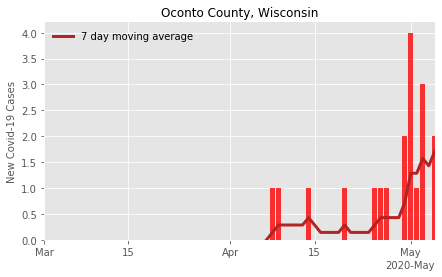 Oconto County, Wisconsin
7 day moving average
New Covid-19 Cases
4.0
3.5
3.0
2.5
2.0
1.5
1.0
0.5
0.0
Mar 15 Apr 15 May
2020-May